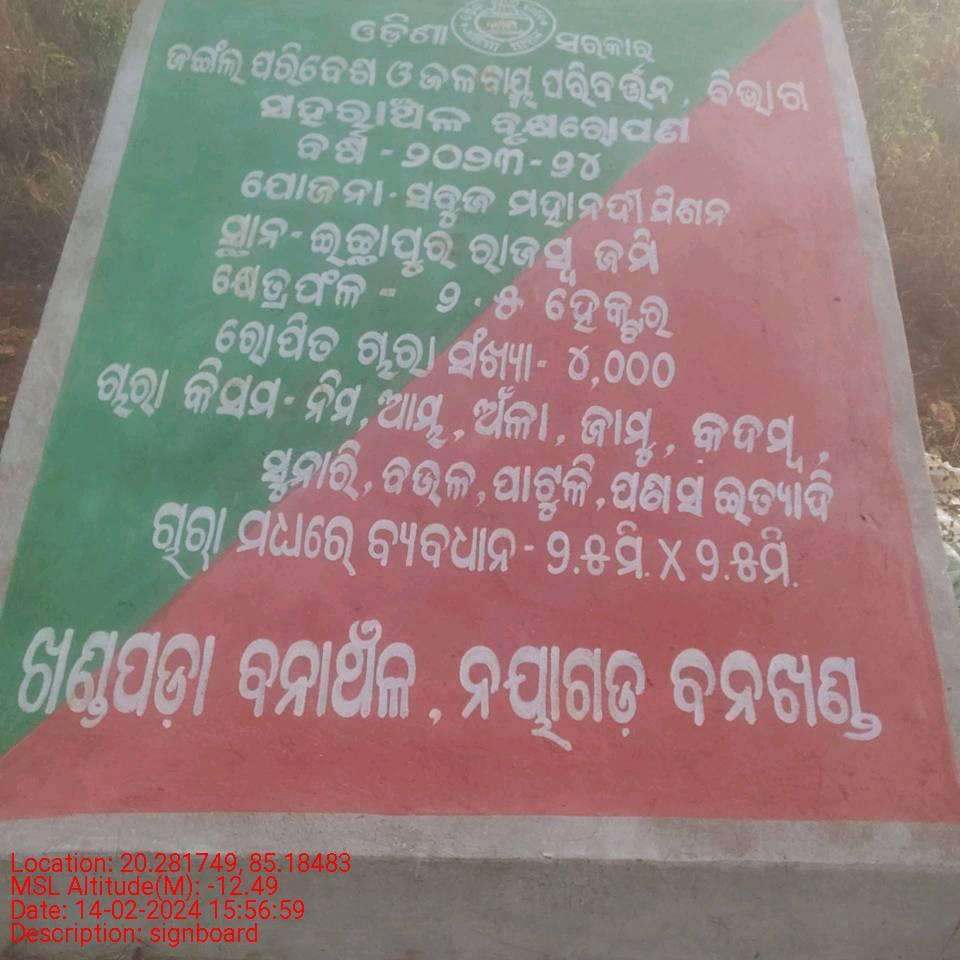 ଓଡ଼ିଶା ସରକାର
ଜଙ୍ଗଲ ପରିବେଶ ଓ ଜଳବାୟୁ ପରିବର୍ତ୍ତନ, ବିଭାଗ
ସହରାଞ୍ଚଳ ବୃକ୍ଷରୋପଣ
ବର୍ଷ - ୨୦୨୩-୨୪
ଯୋଜନା - ସବୁଜ ମହାନଦୀ ମିଶନ
ସ୍ଥାନ - ଇଚ୍ଛାପୁର ରାଜସ୍ବ ଜମି
କ୍ଷେତ୍ରଫଳ - ୨.୫ ହେକ୍ଟର
ରୋପିତ ଚାରା ସଂଖ୍ୟା - ୪,୦୦୦
ଚାରା କିସମ - ନିମ, ଆମ୍ବ, ଅଁଳା, ଜାମୁ, କଦମ୍ବ,
ସୁନାରି, ବଉଳ, ପାଟୁଳି, ପଣସ ଇତ୍ୟାଦି
ଚାରା ମଧ୍ୟରେ ବ୍ୟବଧାନ - ୨.୫ମି. X ୨.୫ମି.
ଖଣ୍ଡପଡ଼ା ବନାଞ୍ଚଳ, ନୟାଗଡ଼ ବନଖଣ୍ଡ
Location: 20.281749, 85.18483
MSL Altitude(M): -12.49
Date: 14-02-2024 15:56:59
Description: signboard